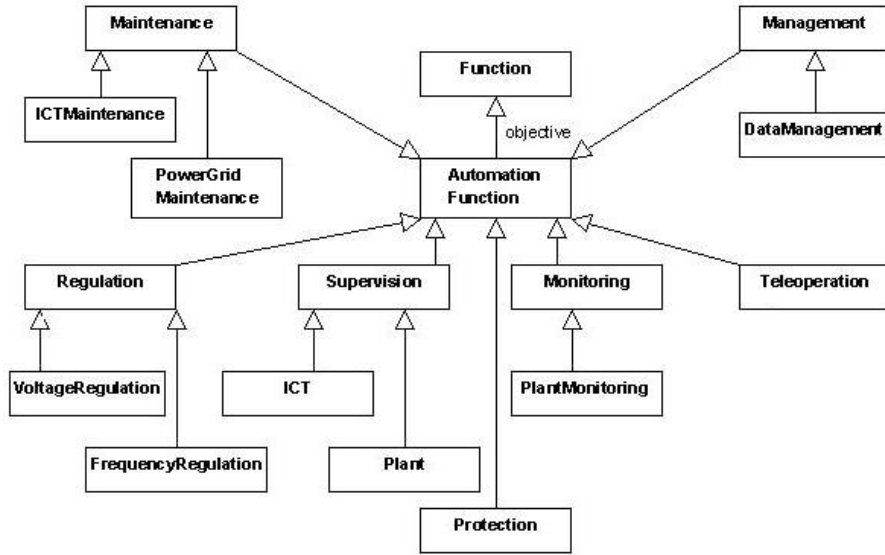 Maintenance
Management
Function
ICTMaintenance
DataManagement
objective
PowerGrid
Maintenance
Automation
Function
Regulation
Supervision
Monitoring
Teleoperation
VoltageRegulation
ICT
PlantMonitoring
FrequencyRegulation
Plant
Protection